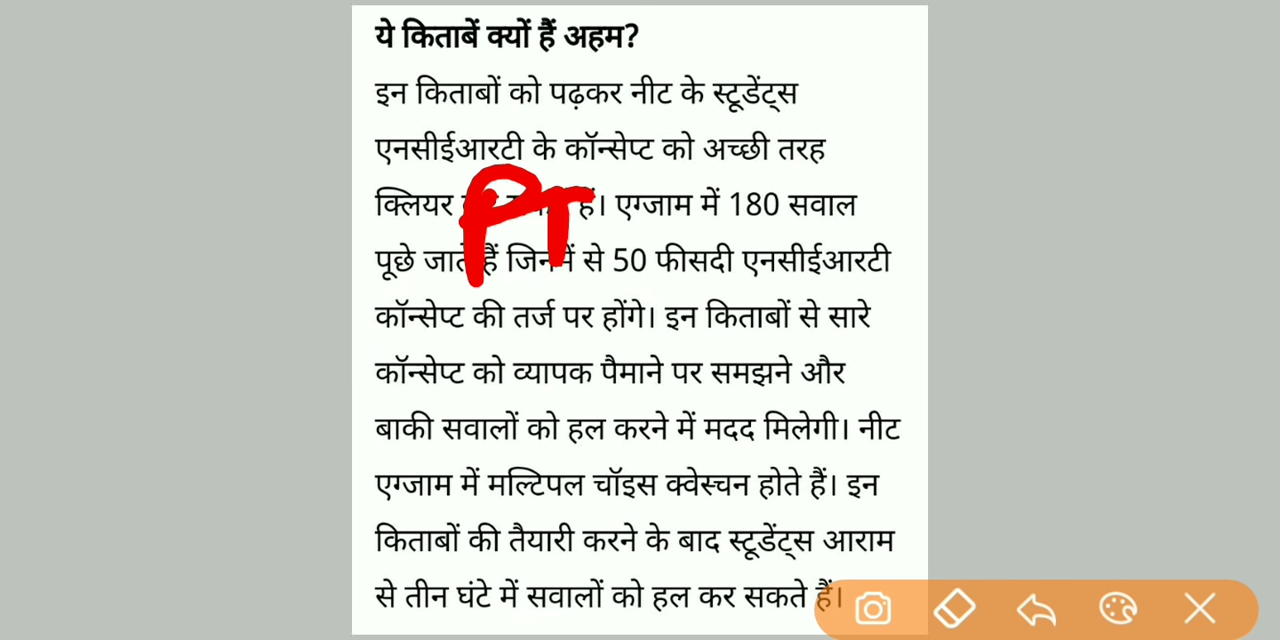 ये किताबें क्यों हैं अहम?
इन किताबों को पढ़कर नीट के स्टूडेंट्स
एनसीईआरटी के कॉन्सेप्ट को अच्छी तरह
क्लियर हैं। एग्जाम में 180 सवाल
Pr
पूछे जाते हैं जिनमें से 50 फीसदी एनसीईआरटी
कॉन्सेप्ट की तर्ज पर होंगे। इन किताबों से सारे
कॉन्सेप्ट को व्यापक पैमाने पर समझने और
बाकी सवालों को हल करने में मदद मिलेगी। नीट
एग्जाम में मल्टिपल चॉइस क्वेस्चन होते हैं। इन
किताबों की तैयारी करने के बाद स्टूडेंट्स आराम
से तीन घंटे में सवालों को हल कर सकते हैं।